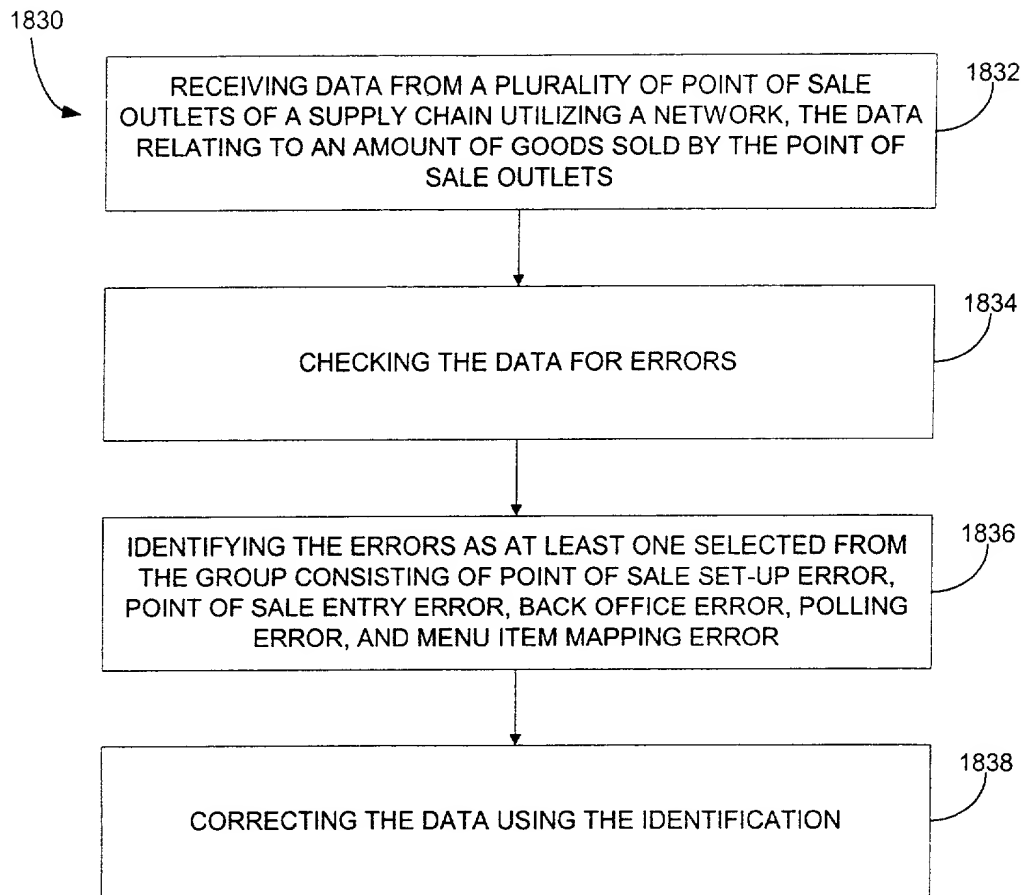 1830
RECEIVING DATA FROM A PLURALITY OF POINT OF SALE
OUTLETS OF A SUPPLY CHAIN UTILIZING A NETWORK, THE DATA
RELATING TO AN AMOUNT OF GOODS SOLD BY THE POINT OF
SALE OUTLETS
1832
CHECKING THE DATA FOR ERRORS
1834
IDENTIFYING THE ERRORS AS AT LEAST ONE SELECTED FROM
THE GROUP CONSISTING OF POINT OF SALE SET-UP ERROR,
POINT OF SALE ENTRY ERROR, BACK OFFICE ERROR, POLLING
ERROR, AND MENU ITEM MAPPING ERROR
1836
CORRECTING THE DATA USING THE IDENTIFICATION
1838